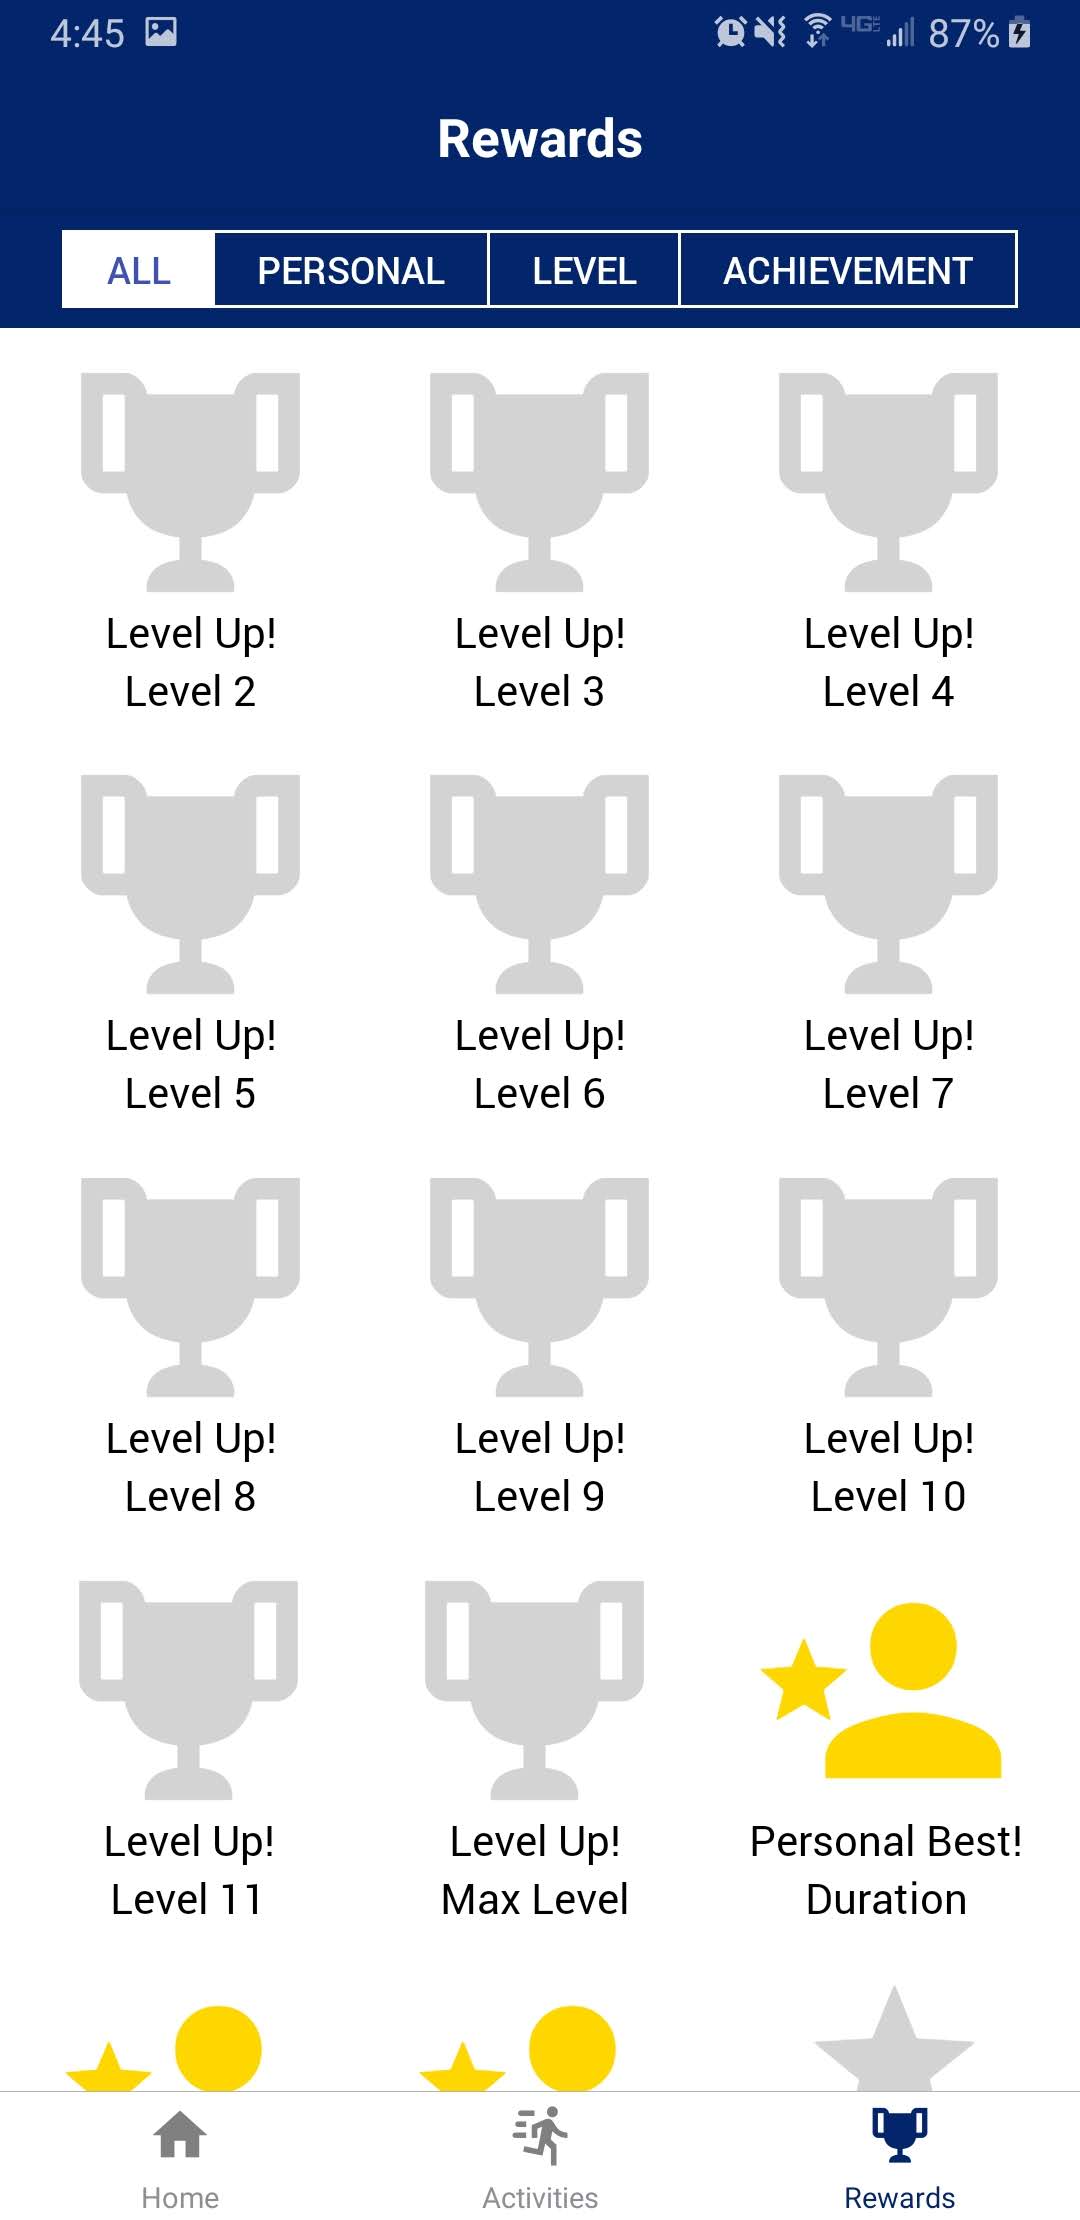 4:45 4G LTE 87%
Rewards
ALL PERSONAL LEVEL ACHIEVEMENT
Level Up! Level Up! Level Up!
Level 2 Level 3 Level 4
Level Up! Level Up! Level Up!
Level 5 Level 6 Level 7
Level Up! Level Up! Level Up!
Level 8 Level 9 Level 10
Level Up! Level Up! Personal Best!
Level 11 Max Level Duration
Home Activities Rewards